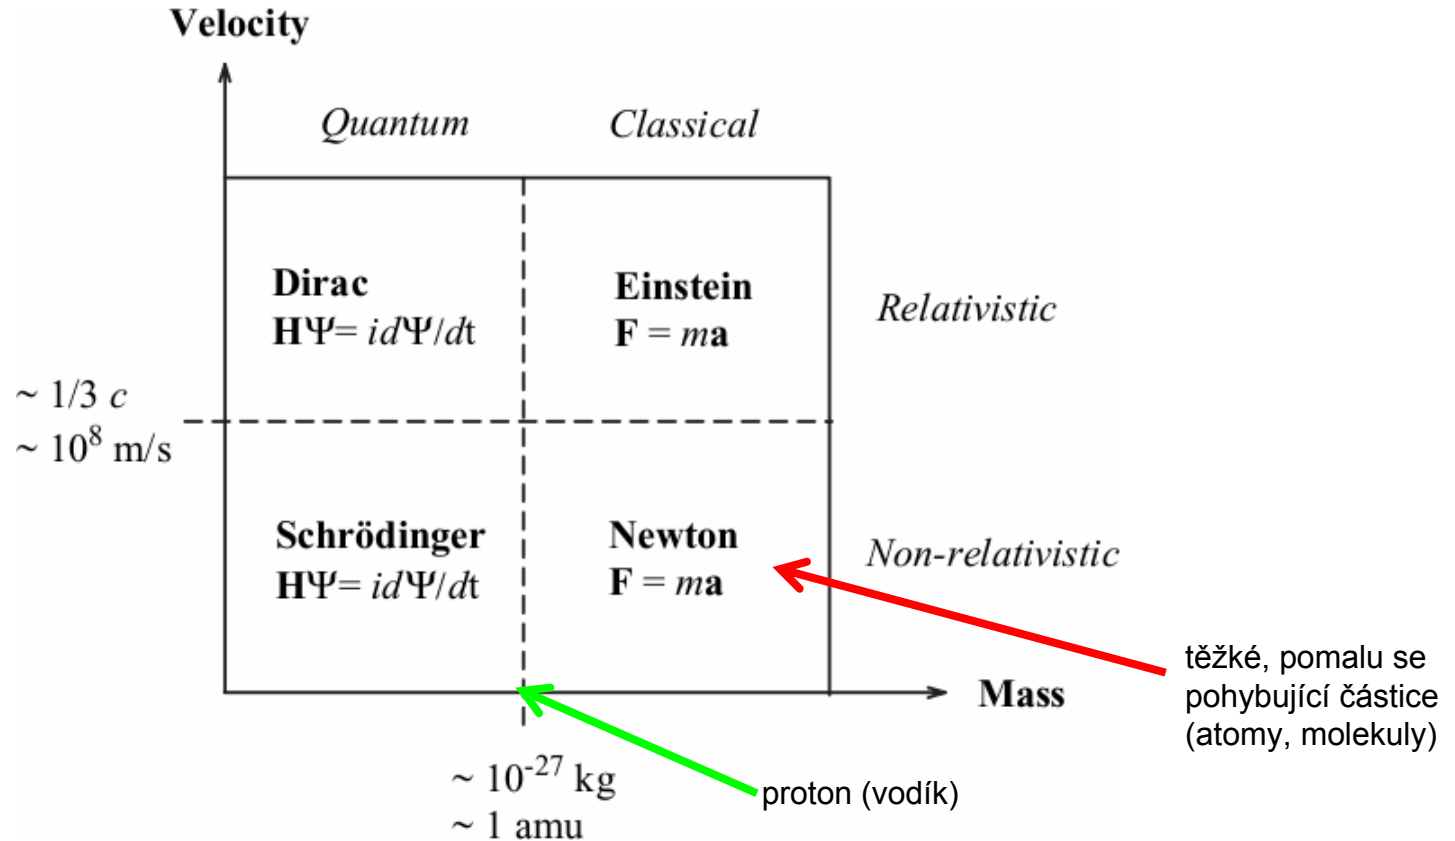 Velocity
Quantum
Classical
Dirac
HΨ= idΨ/dt
Einstein
F = ma
Relativistic
~ 1/3 c
~ 10⁸ m/s
Schrödinger
HΨ= idΨ/dt
Newton
F = ma
Non-relativistic
těžké, pomalu se
pohybující částice
(atomy, molekuly)
Mass
~ 10⁻²⁷ kg
~ 1 amu
proton (vodík)